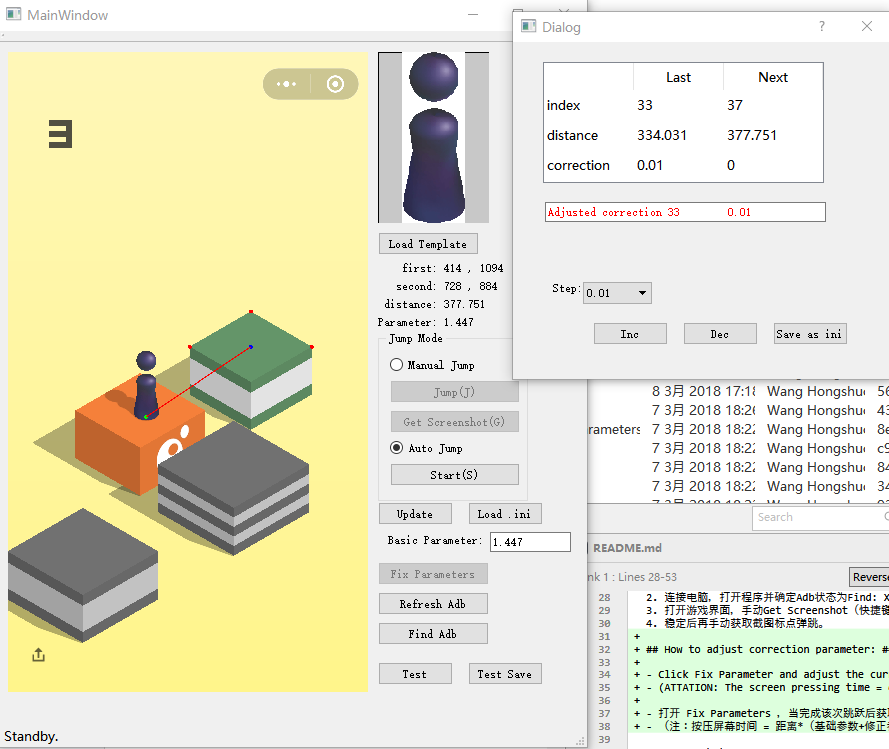 MainWindow
3
Load Template
first: 414 , 1094
second: 728 , 884
distance: 377.751
Parameter: 1.447
Jump Mode
Manual Jump
Jump(J)
Get Screenshot(G)
Auto Jump
Start(S)
Update
Load .ini
Basic Parameter: 1.447
Fix Parameters
Refresh Adb
Find Adb
Test
Test Save
Standby.
Dialog
?
Last Next
index 33 37
distance 334.031 377.751
correction 0.01 0
Adjusted correction 33 0.01
Step: 0.01
Inc
Dec
Save as ini
8 3月 2018 17:18 Wang Hongshuo 56
7 3月 2018 18:26 Wang Hongshuo 43
rameters 7 3月 2018 18:22 Wang Hongshuo 8e
7 3月 2018 18:22 Wang Hongshuo c9
7 3月 2018 18:22 Wang Hongshuo 84
7 3月 2018 18:22 Wang Hongshuo 34
Search
README.md
nk 1 : Lines 28-53
Reverse
28 2. 连接电脑, 打开程序并确定Adb状态为Find: X
29 3. 打开游戏界面, 手动Get Screenshot (快捷键
30 4. 稳定后再手动获取截图标点弹跳。
31 +
32 + ## How to adjust correction parameter: #
33 +
34 + - Click Fix Parameter and adjust the cur
35 + - (ATTATION: The screen pressing time =
36 +
37 + - 打开 Fix Parameters , 当完成该次跳跃后获
38 + - (注:按压屏幕时间 = 距离*(基础参数+修正
39